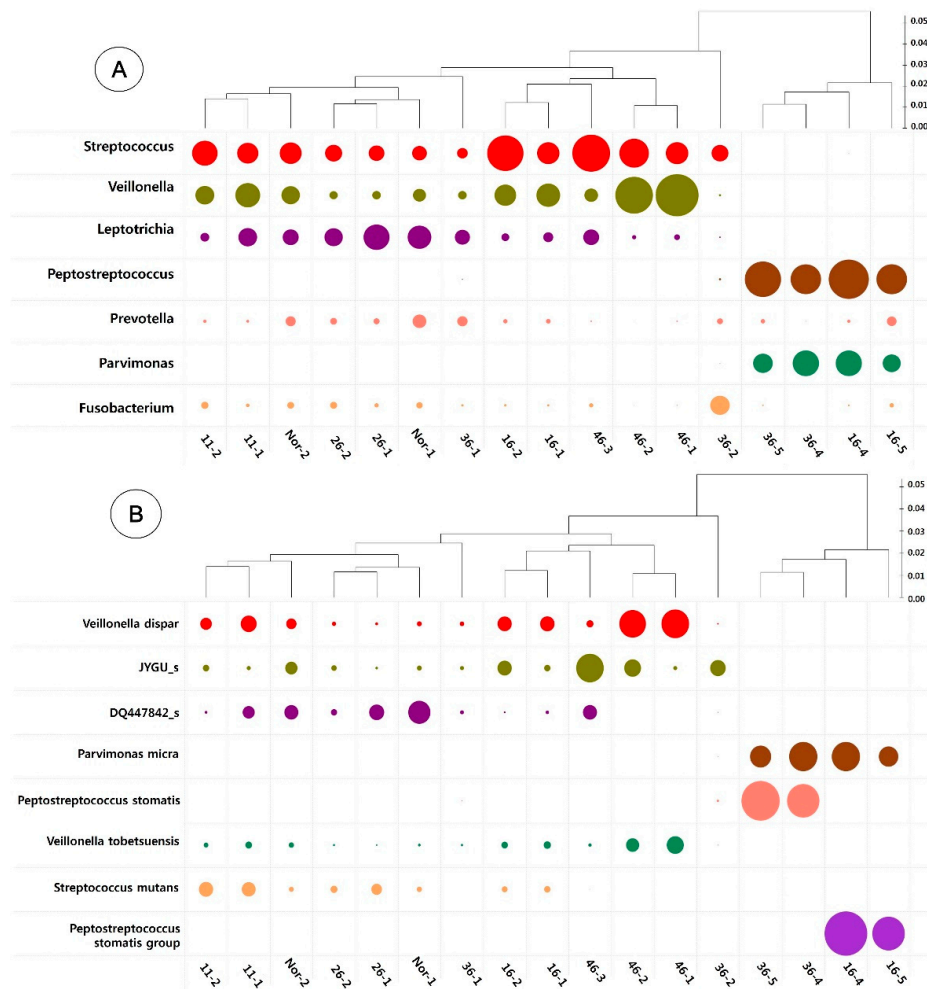 A
0.05
0.04
0.03
0.02
0.01
0.00
Streptococcus
Veillonella
Leptotrichia
Peptostreptococcus
Prevotella
Parvimonas
Fusobacterium
11-2 11-1 Nor-2 26-2 26-1 Nor-1 36-1 16-2 16-1 46-3 46-2 46-1 36-2 36-5 36-4 16-4 16-5
B
0.05
0.04
0.03
0.02
0.01
0.00
Veillonella dispar
JYGU_s
DQ447842_s
Parvimonas micra
Peptostreptococcus stomatis
Veillonella tobetsuensis
Streptococcus mutans
Peptostreptococcus
stomatis group
11-2 11-1 Nor-2 26-2 26-1 Nor-1 36-1 16-2 16-1 46-3 46-2 46-1 36-2 36-5 36-4 16-4 16-5